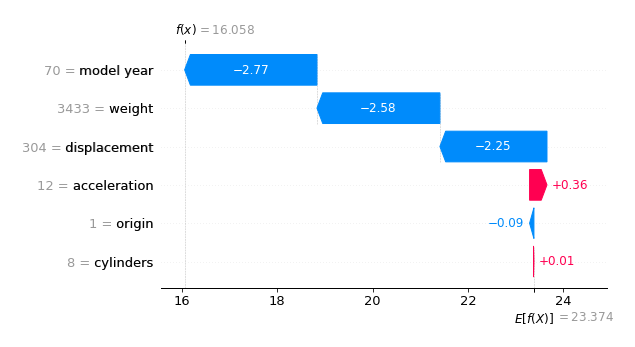 f(x) = 16.058
70 = model year
−2.77
3433 = weight
−2.58
304 = displacement
−2.25
12 = acceleration
+0.36
1 = origin
−0.09
8 = cylinders
+0.01
16 18 20 22 24
E[f(X)] = 23.374